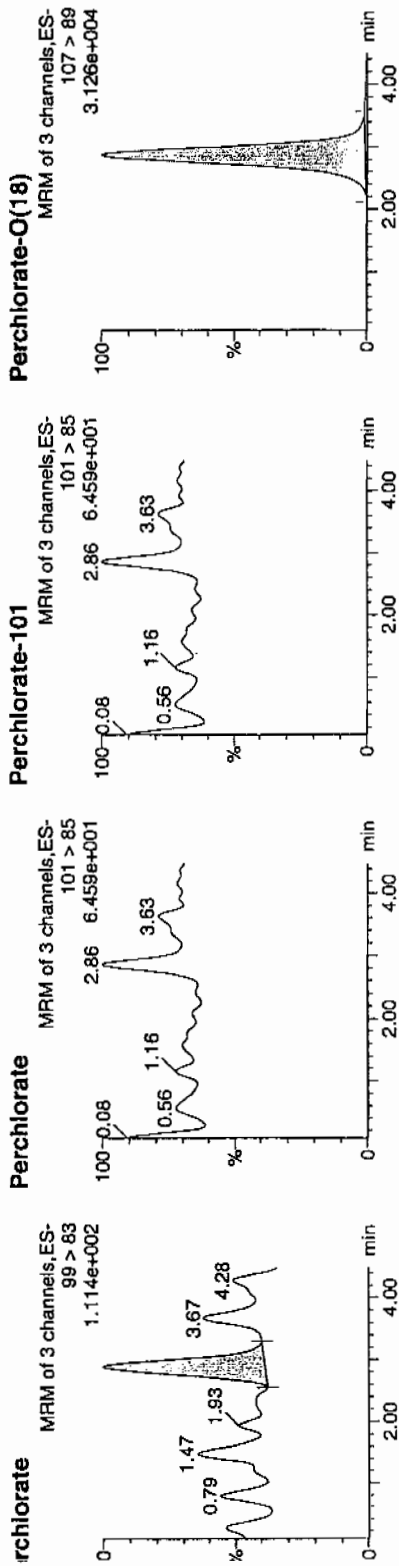 rchlorate
MRM of 3 channels,ES-
99 > 83
1.114e+002
0
%
0.79
1.47
1.93
3.67
4.28
2.00
4.00
min
0
Perchlorate
MRM of 3 channels,ES-
101 > 85
6.459e+001
100
%
0
0.08
0.56
1.16
2.86
3.63
2.00
4.00
min
Perchlorate-101
MRM of 3 channels,ES-
101 > 85
6.459e+001
100
%
0
0.08
0.56
1.16
2.86
3.63
2.00
4.00
min
Perchlorate-O(18)
MRM of 3 channels,ES-
107 > 89
3.126e+004
100
%
0
2.00
4.00
min